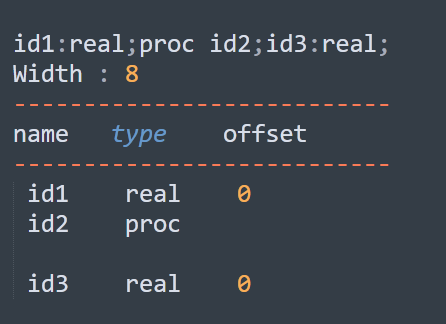 id1:real;proc id2;id3:real;
Width : 8
---------------------------
name   type    offset
---------------------------
id1    real    0
id2    proc
id3    real    0